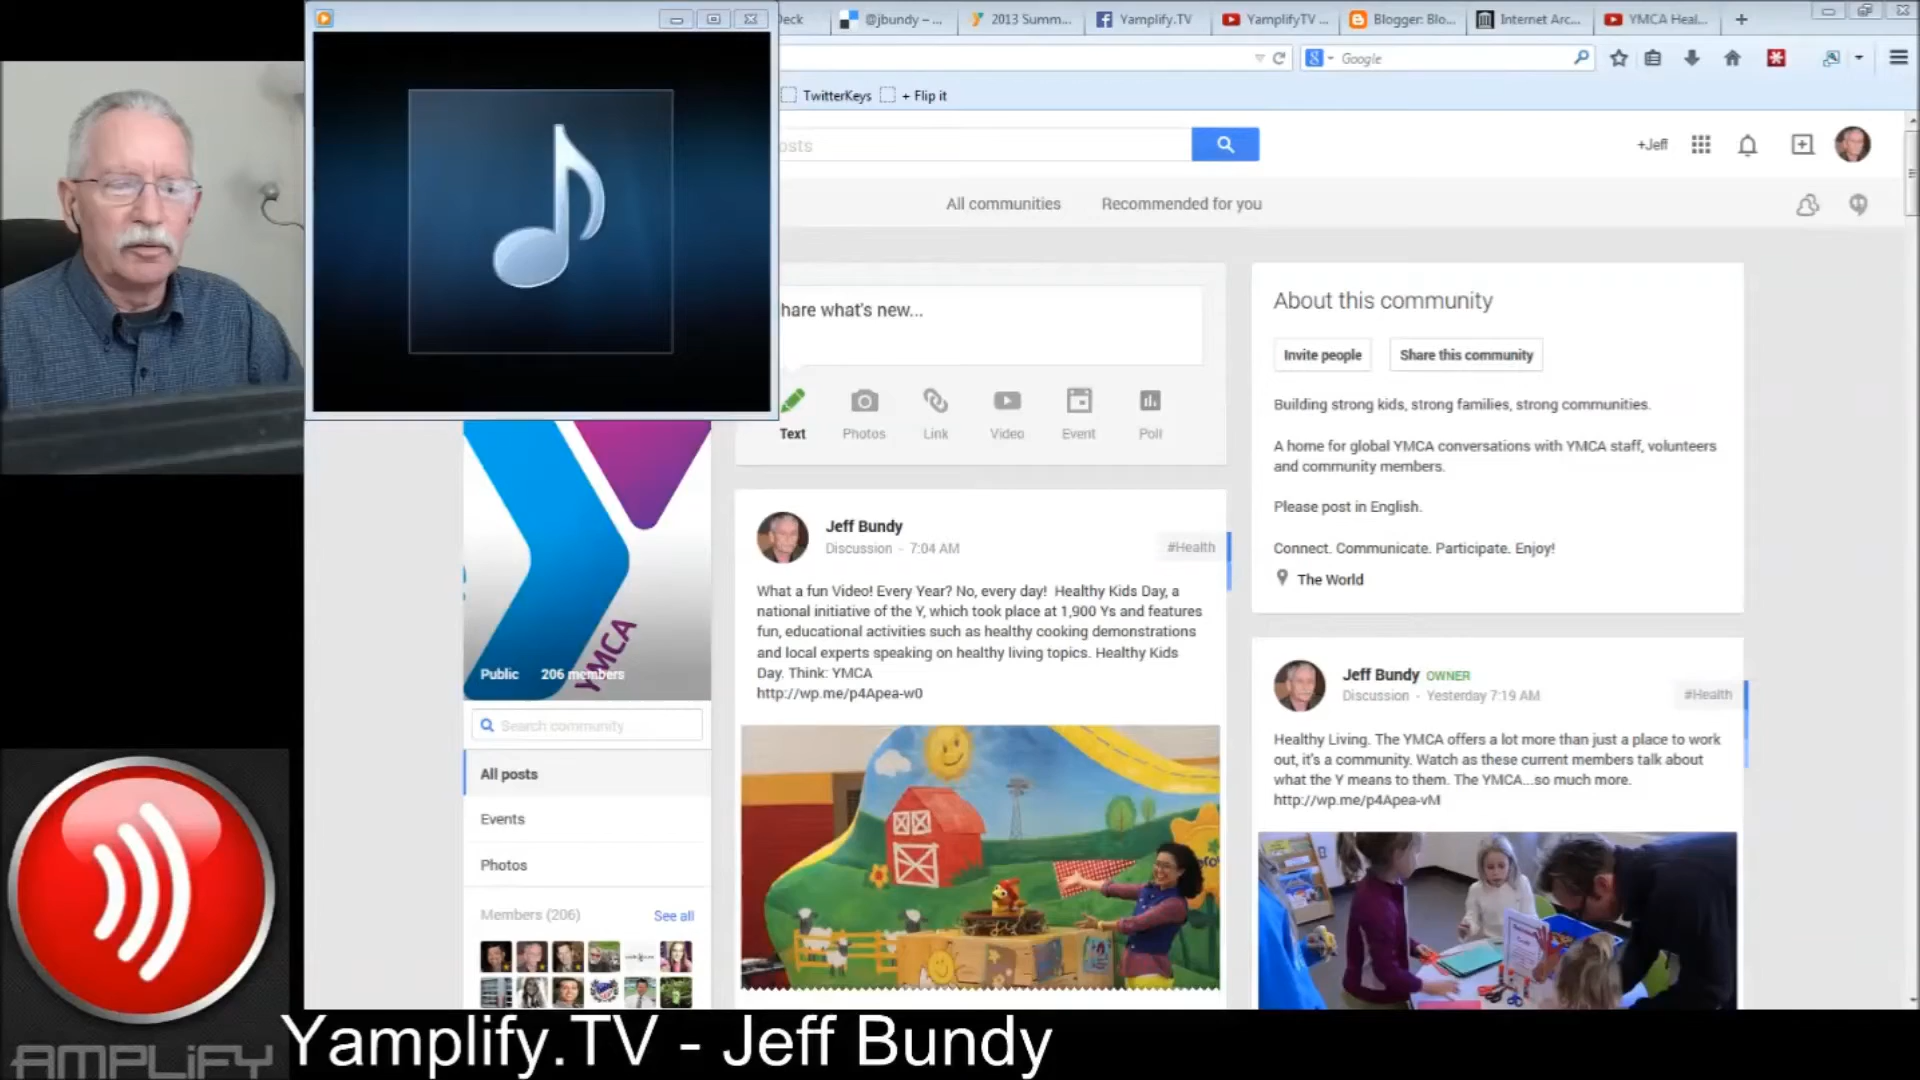 Deck
@jbundy – ...
2013 Summ...
Yamplify.TV
YamplifyTV ...
Blogger: Blo...
Internet Arc...
YMCA Heal...
Google
TwitterKeys
+ Flip it
osts
+Jeff
All communities
Recommended for you
hare what's new...
Text
Photos
Link
Video
Event
Poll
About this community
Invite people
Share this community
Building strong kids, strong families, strong communities.
A home for global YMCA conversations with YMCA staff, volunteers
and community members.
Please post in English.
Connect. Communicate. Participate. Enjoy!
The World
YMCA
Public
206 members
Search community
All posts
Events
Photos
Members (206)
See all
Jeff Bundy
Discussion - 7:04 AM
#Health
What a fun Video! Every Year? No, every day! Healthy Kids Day, a
national initiative of the Y, which took place at 1,900 Ys and features
fun, educational activities such as healthy cooking demonstrations
and local experts speaking on healthy living topics. Healthy Kids
Day. Think: YMCA
http://wp.me/p4Apea-w0
Jeff Bundy OWNER
Discussion - Yesterday 7:19 AM
#Health
Healthy Living. The YMCA offers a lot more than just a place to work
out, it's a community. Watch as these current members talk about
what the Y means to them. The YMCA...so much more.
http://wp.me/p4Apea-vM
AMPLIFY
Yamplify.TV - Jeff Bundy